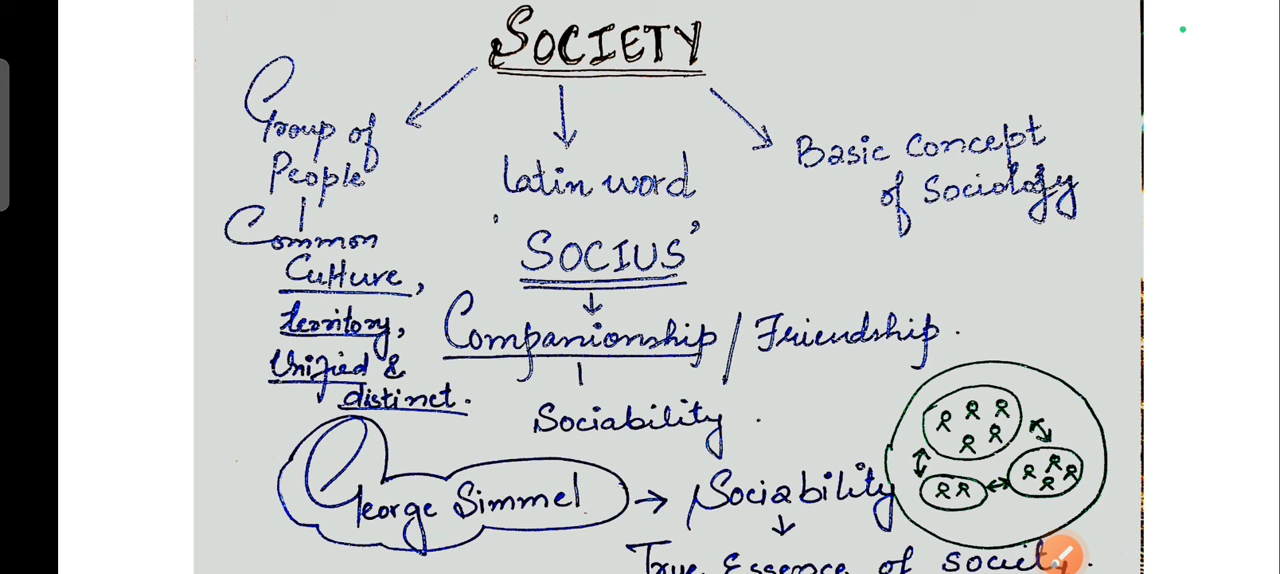 SOCIETY
Group of
People
Common
Culture,
territory,
Unified &
distinct.
Latin word
'SOCIUS'
Companionship / Friendship.
Sociability.
Basic Concept
of Sociology
George Simmel → Sociability
True Essence of society.